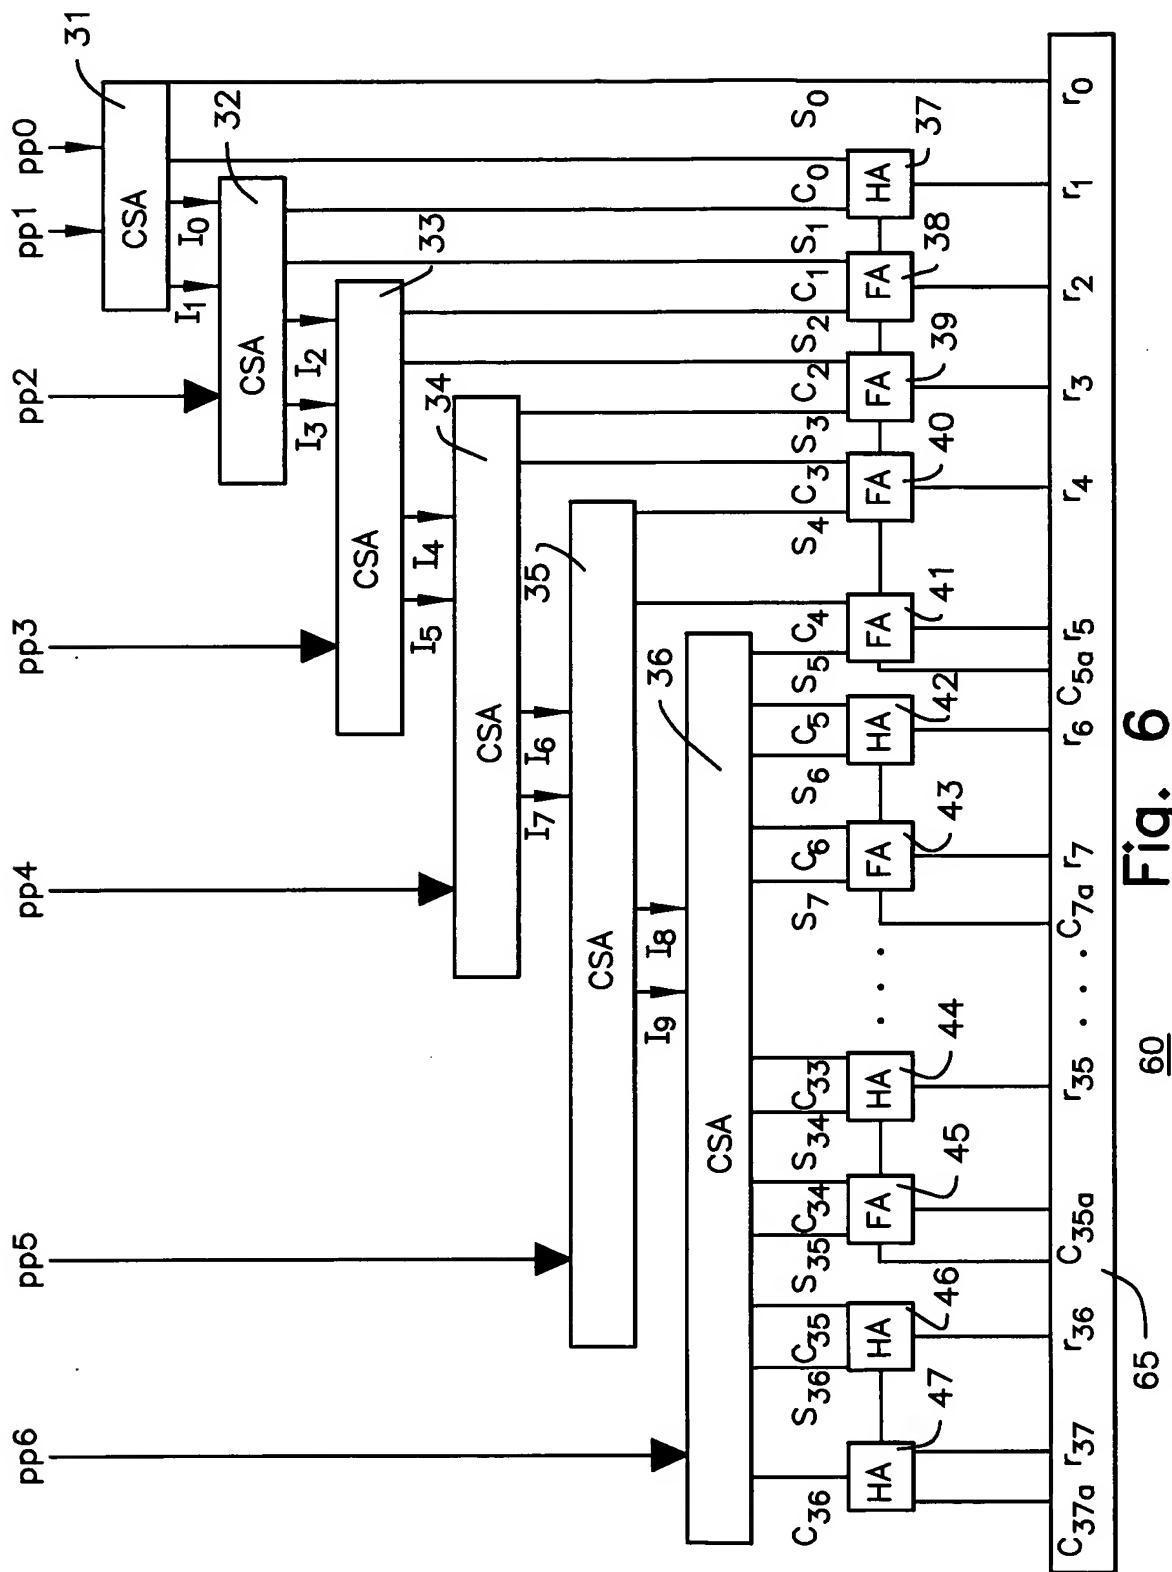 pp6 pp5 pp4 pp3 pp2 pp1 pp0
CSA 31
I1 I0
CSA 32
I3 I2
CSA 33
I5 I4
CSA 34
I7 I6
CSA 35
I9 I8
CSA 36
C36 S36 C35 S35 C34 S34 C33 S7 C6 S6 C5 S5 C4 S4 C3 S3 C2 S2 C1 S1 C0 S0
HA HA FA HA . . . FA HA FA FA FA FA HA
47 46 45 44 43 42 41 40 39 38 37
C37a r37 r36 C35a r35 . . . C7a r7 r6 C5a r5 r4 r3 r2 r1 r0
65
60
Fig. 6